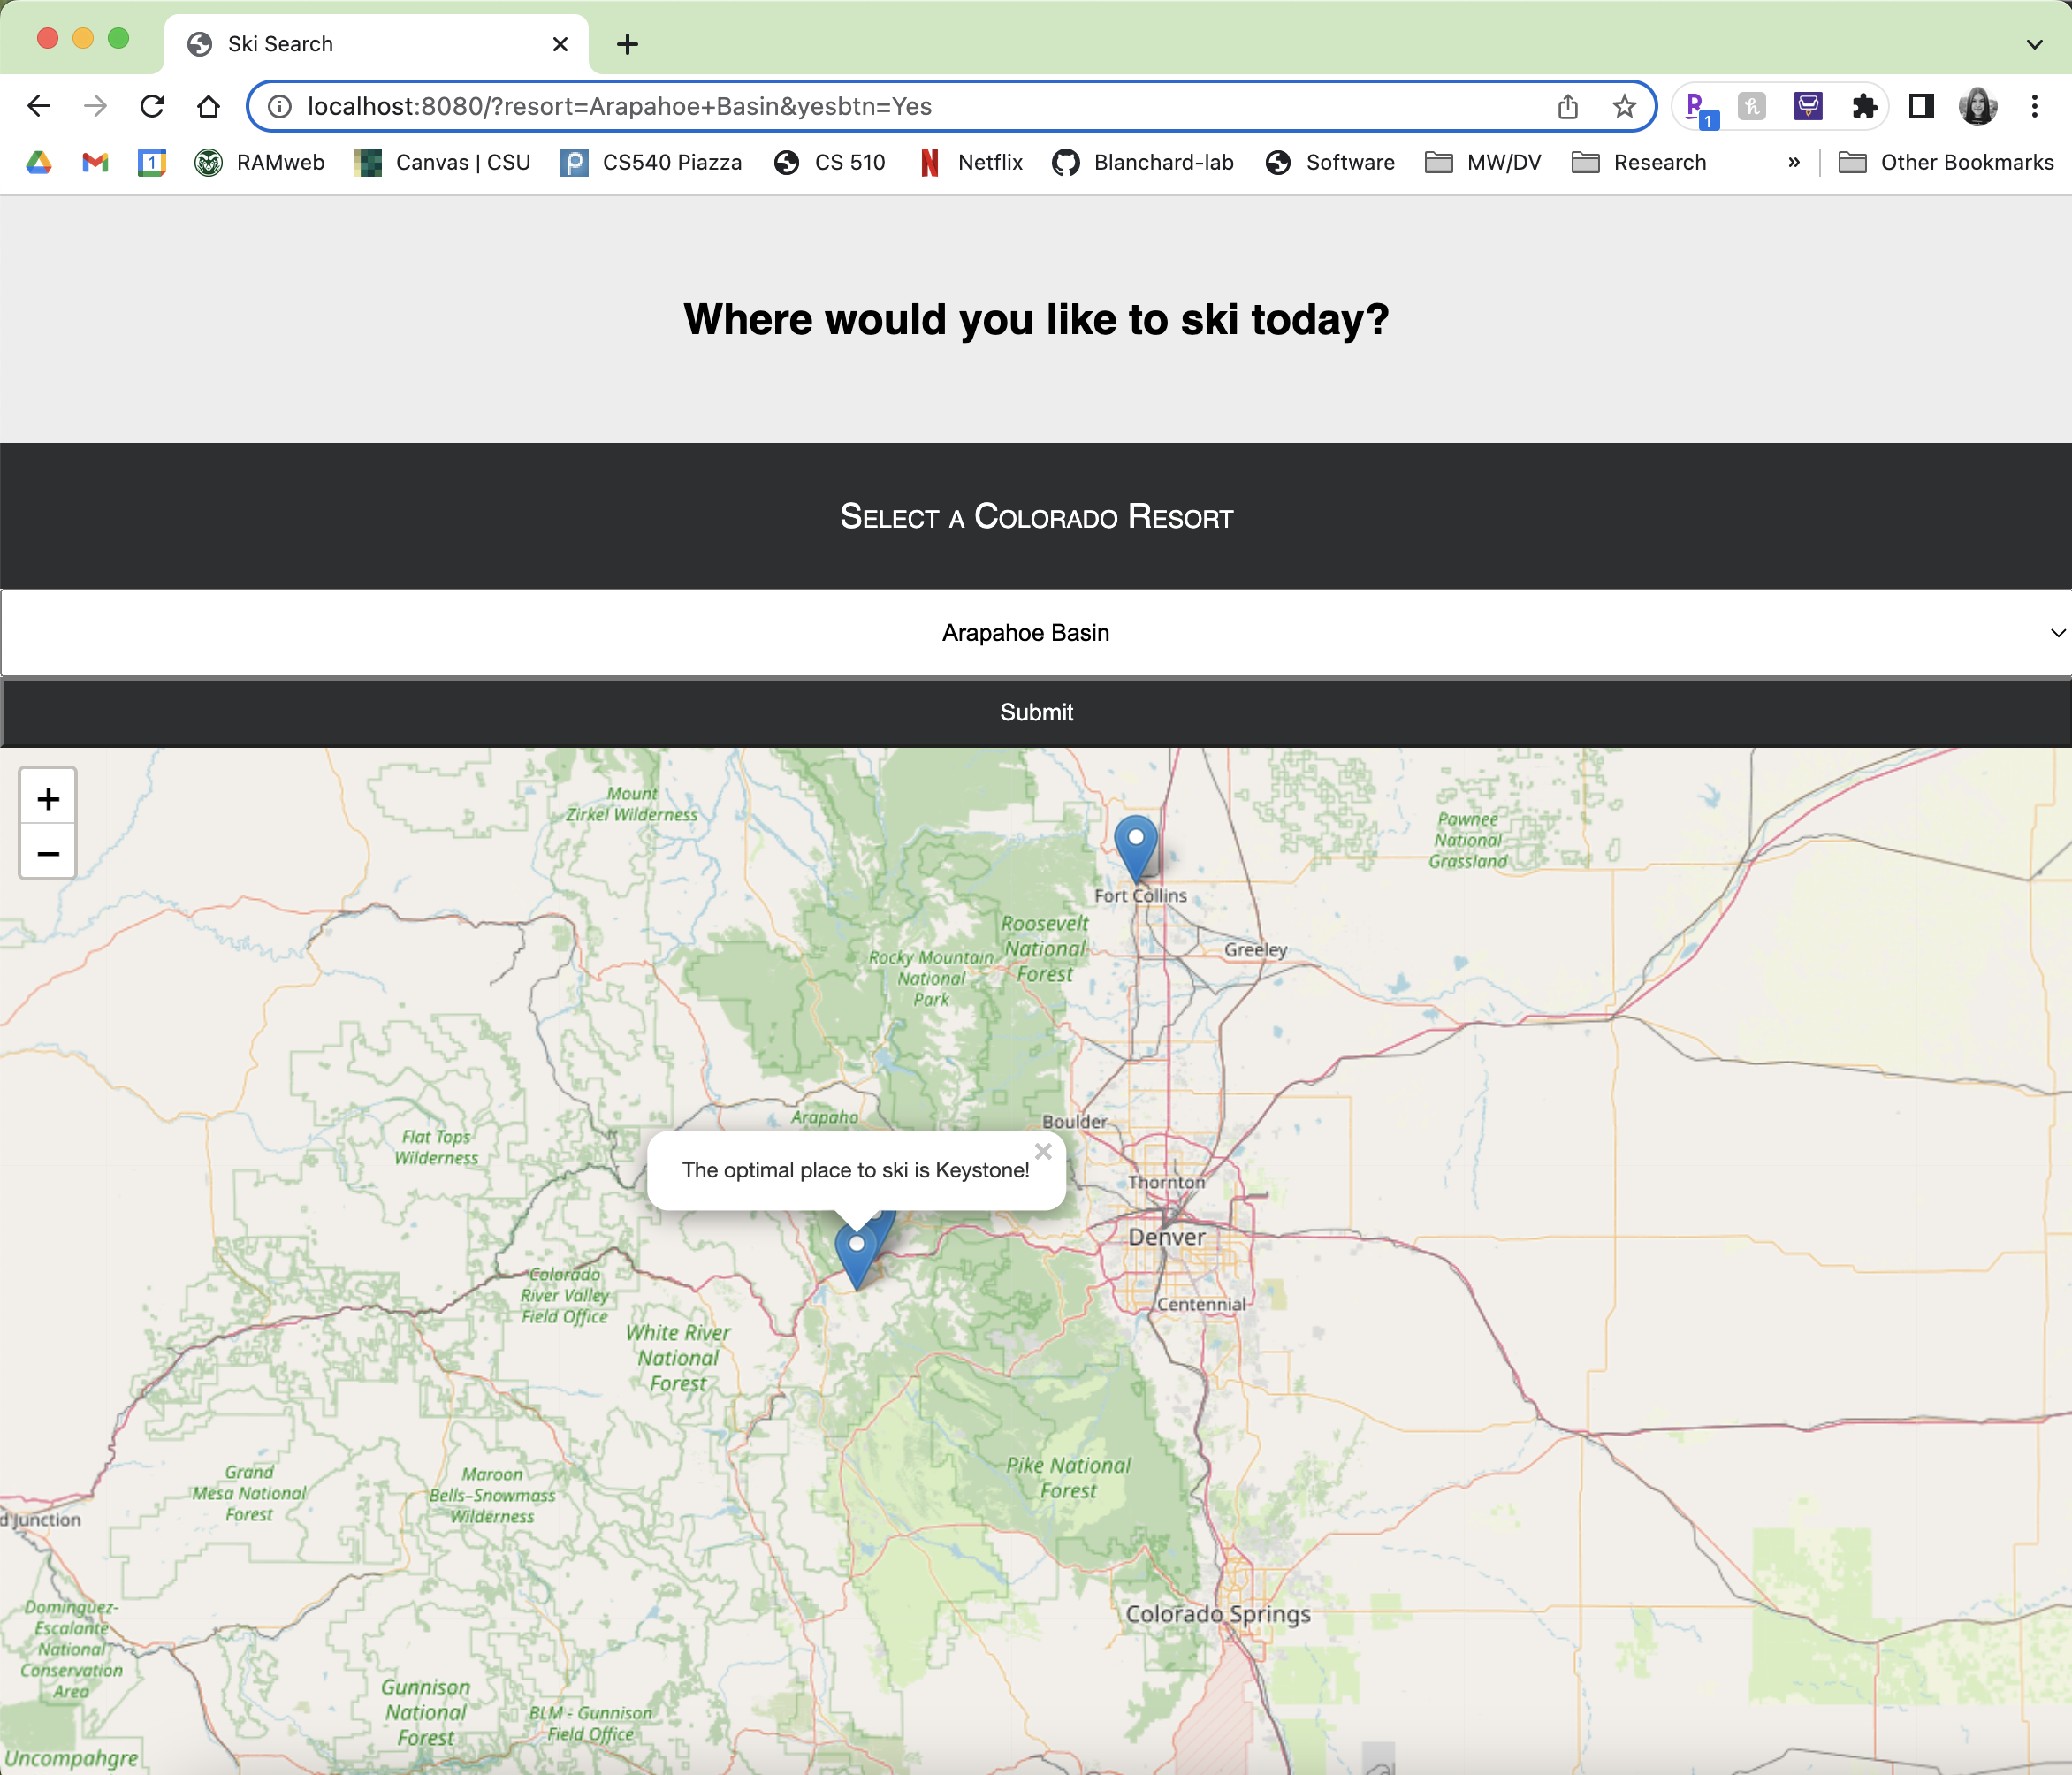 Ski Search
localhost:8080/?resort=Arapahoe+Basin&yesbtn=Yes
1
1
RAMweb
Canvas | CSU
CS540 Piazza
CS 510
Netflix
Blanchard-lab
Software
MW/DV
Research
»
Other Bookmarks
Where would you like to ski today?
Select a Colorado Resort
Arapahoe Basin
Submit
+
−
Mount
Zirkel Wilderness
Pawnee
National
Grassland
Fort Collins
Roosevelt
National
Forest
Greeley
Rocky Mountain
National
Park
Arapaho
Boulder
Flat Tops
Wilderness
The optimal place to ski is Keystone!
×
Thornton
Denver
Colorado
River Valley
Field Office
Centennial
White River
National
Forest
Pike National
Forest
Grand
Mesa National
Forest
Maroon
Bells–Snowmass
Wilderness
d Junction
Dominguez-
Escalante
National
Conservation
Area
Colorado Springs
Gunnison
National
Forest
BLM - Gunnison
Field Office
Uncompahgre